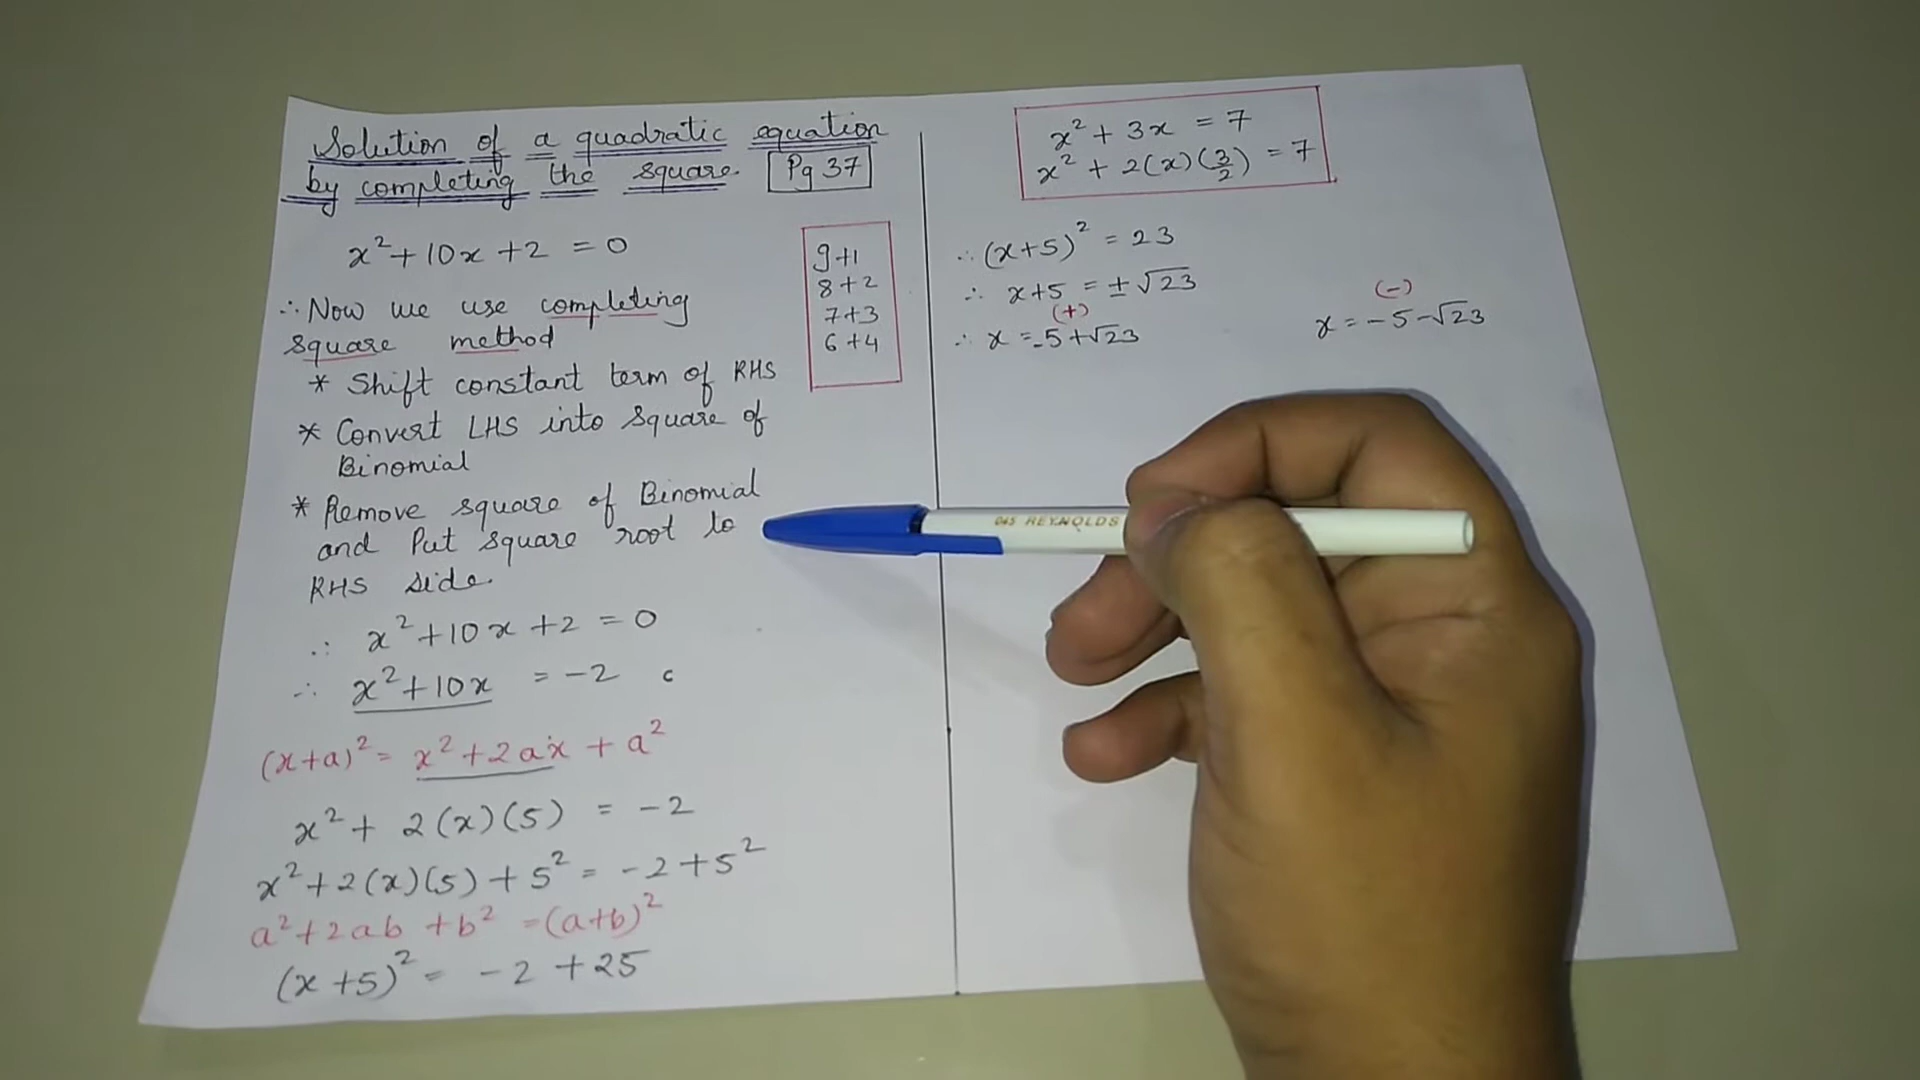 Solution of a quadratic equation
by completing the square. Pg 37
x² + 10x + 2 = 0
9+1
8+2
7+3
6+4
∴ Now we use completing
square method
* Shift constant term of RHS
* Convert LHS into square of
Binomial
* Remove square of Binomial
and Put square root to
RHS side.
∴ x² + 10x + 2 = 0
∴ x² + 10x = -2 c
(x+a)² = x² + 2ax + a²
x² + 2(x)(5) = -2
x² + 2(x)(5) + 5² = -2 + 5²
a² + 2ab + b² = (a+b)²
(x+5)² = -2 + 25
x² + 3x = 7
x² + 2(x)(3/2) = 7
∴ (x+5)² = 23
∴ x+5 = ±√23
(+)
∴ x = -5+√23
(-)
x = -5-√23
045 REYNOLDS